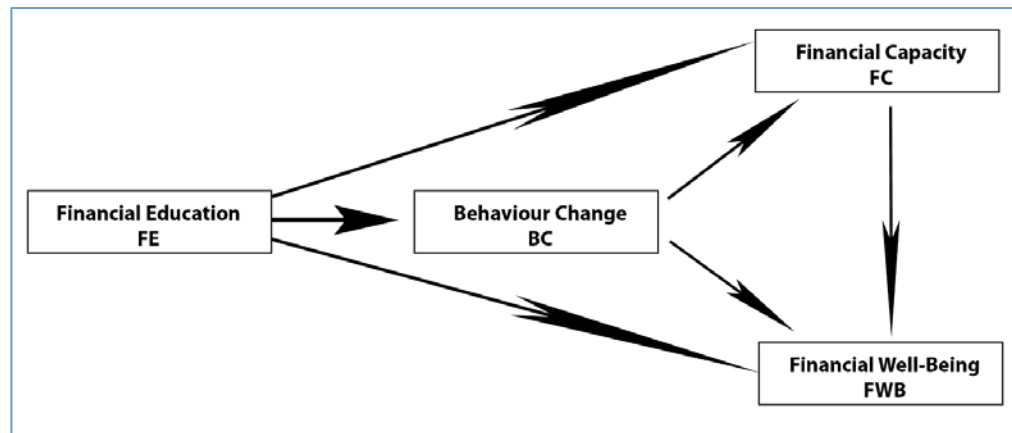 Financial Capacity
FC
Financial Education
FE
Behaviour Change
BC
Financial Well-Being
FWB